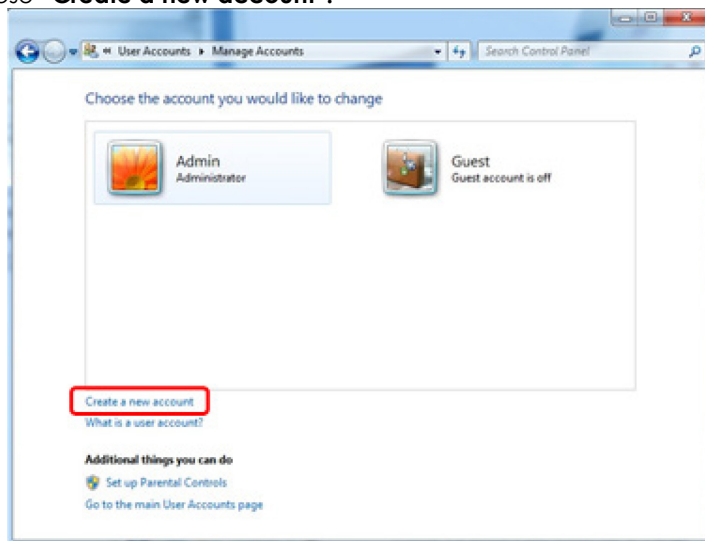 "Create a new account".
User Accounts ▸ Manage Accounts
Search Control Panel
Choose the account you would like to change
Admin
Administrator
Guest
Guest account is off
Create a new account
What is a user account?
Additional things you can do
Set up Parental Controls
Go to the main User Accounts page